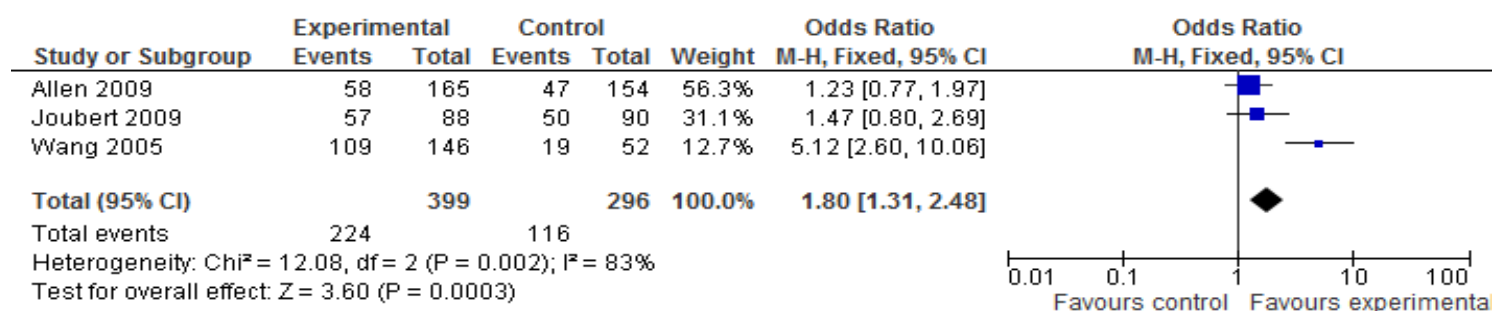 Experimental Control Odds Ratio Odds Ratio
Study or Subgroup Events Total Events Total Weight M-H, Fixed, 95% CI M-H, Fixed, 95% CI
Allen 2009 58 165 47 154 56.3% 1.23 [0.77, 1.97]
Joubert 2009 57 88 50 90 31.1% 1.47 [0.80, 2.69]
Wang 2005 109 146 19 52 12.7% 5.12 [2.60, 10.06]
Total (95% CI) 399 296 100.0% 1.80 [1.31, 2.48]
Total events 224 116
Heterogeneity: Chi² = 12.08, df = 2 (P = 0.002); I² = 83%
Test for overall effect: Z = 3.60 (P = 0.0003)
0.01 0.1 1 10 100
Favours control Favours experimental